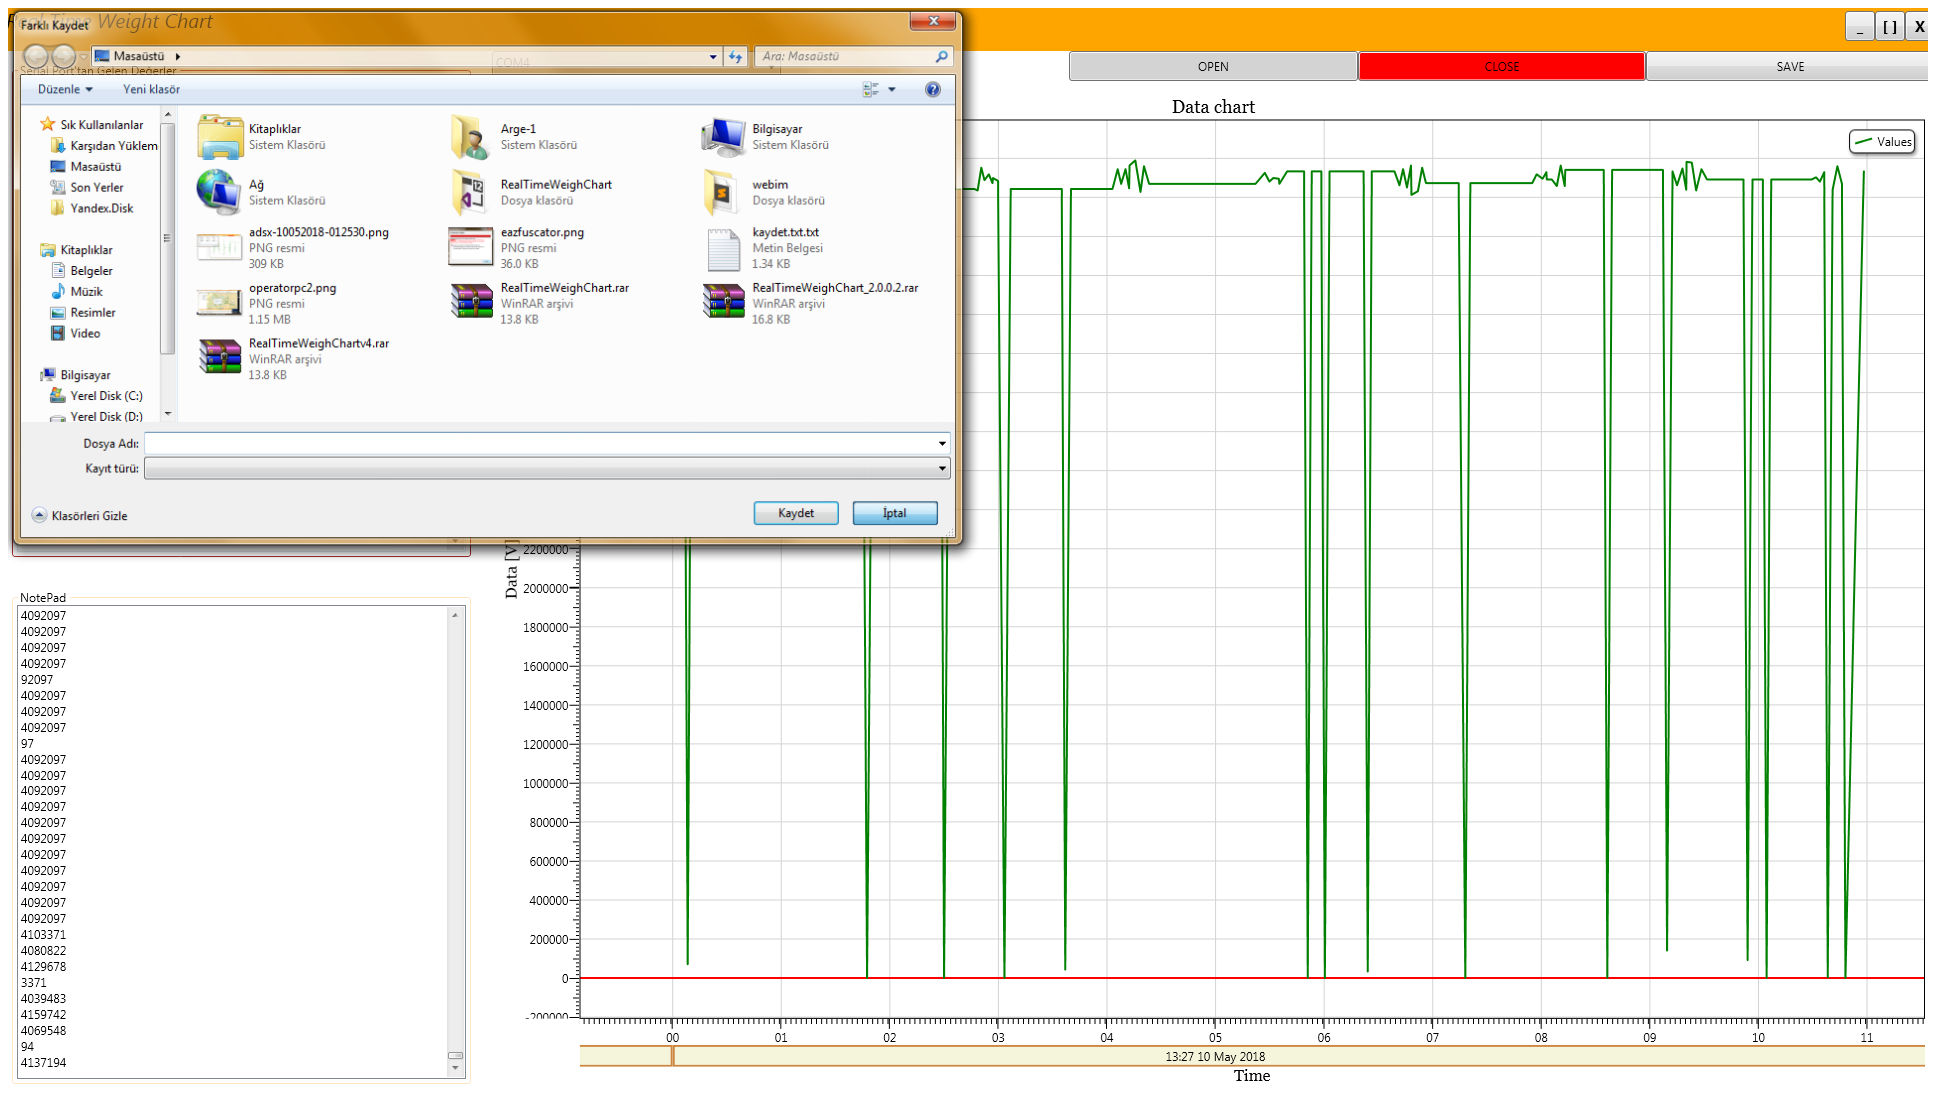 Real Time Weight Chart
Farklı Kaydet
_
[ ]
X
Masaüstü
Ara: Masaüstü
COM4
OPEN
CLOSE
SAVE
Serial Port'tan Gelen Değerler
Düzenle
Yeni klasör
Sık Kullanılanlar
Karşıdan Yüklem
Masaüstü
Son Yerler
Yandex.Disk
Kitaplıklar
Belgeler
Müzik
Resimler
Video
Bilgisayar
Yerel Disk (C:)
Yerel Disk (D:)
Kitaplıklar
Sistem Klasörü
Arge-1
Sistem Klasörü
Bilgisayar
Sistem Klasörü
Ağ
Sistem Klasörü
RealTimeWeighChart
Dosya klasörü
webim
Dosya klasörü
adsx-10052018-012530.png
PNG resmi
309 KB
eazfuscator.png
PNG resmi
36.0 KB
kaydet.txt.txt
Metin Belgesi
1.34 KB
operatorpc2.png
PNG resmi
1.15 MB
RealTimeWeighChart.rar
WinRAR arşivi
13.8 KB
RealTimeWeighChart_2.0.0.2.rar
WinRAR arşivi
16.8 KB
RealTimeWeighChartv4.rar
WinRAR arşivi
13.8 KB
Dosya Adı:
Kayıt türü:
Klasörleri Gizle
Kaydet
İptal
NotePad
4092097
4092097
4092097
4092097
92097
4092097
4092097
4092097
97
4092097
4092097
4092097
4092097
4092097
4092097
4092097
4092097
4092097
4092097
4092097
4103371
4080822
4129678
3371
4039483
4159742
4069548
94
4137194
Data chart
Values
Data [V]
2200000
2000000
1800000
1600000
1400000
1200000
1000000
800000
600000
400000
200000
0
-200000
00 01 02 03 04 05 06 07 08 09 10 11
13:27 10 May 2018
Time